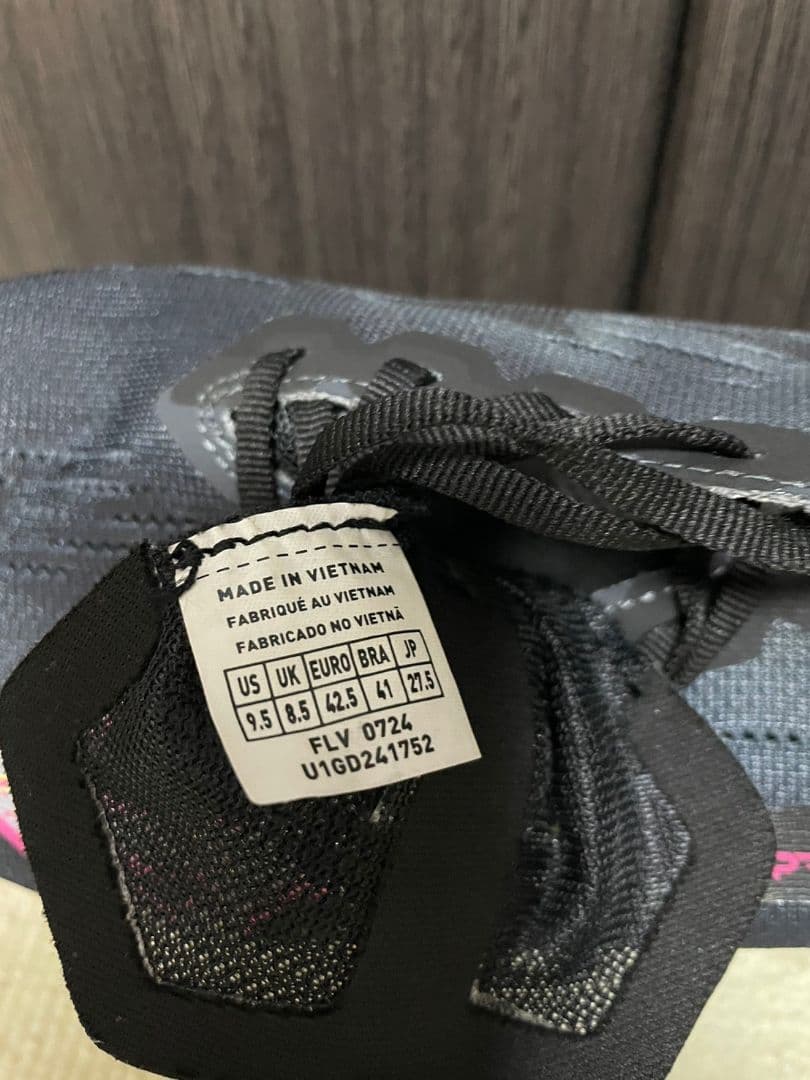 MADE IN VIETNAM
FABRIQUÉ AU VIETNAM
FABRICADO NO VIETNÃ
US UK EURO BRA JP
9.5 8.5 42.5 41 27.5
FLV 0724
U1GD241752